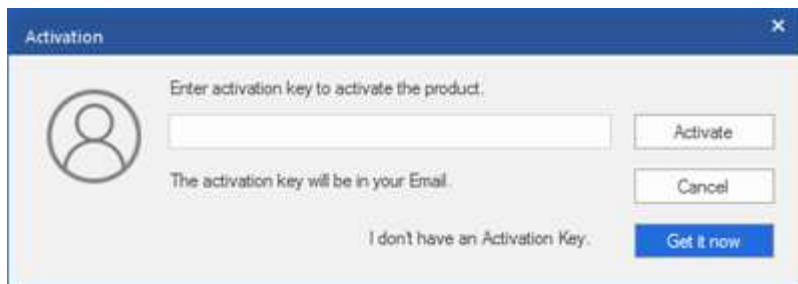 Activation
Enter activation key to activate the product.
Activate
The activation key will be in your Email.
Cancel
I don't have an Activation Key.
Get it now